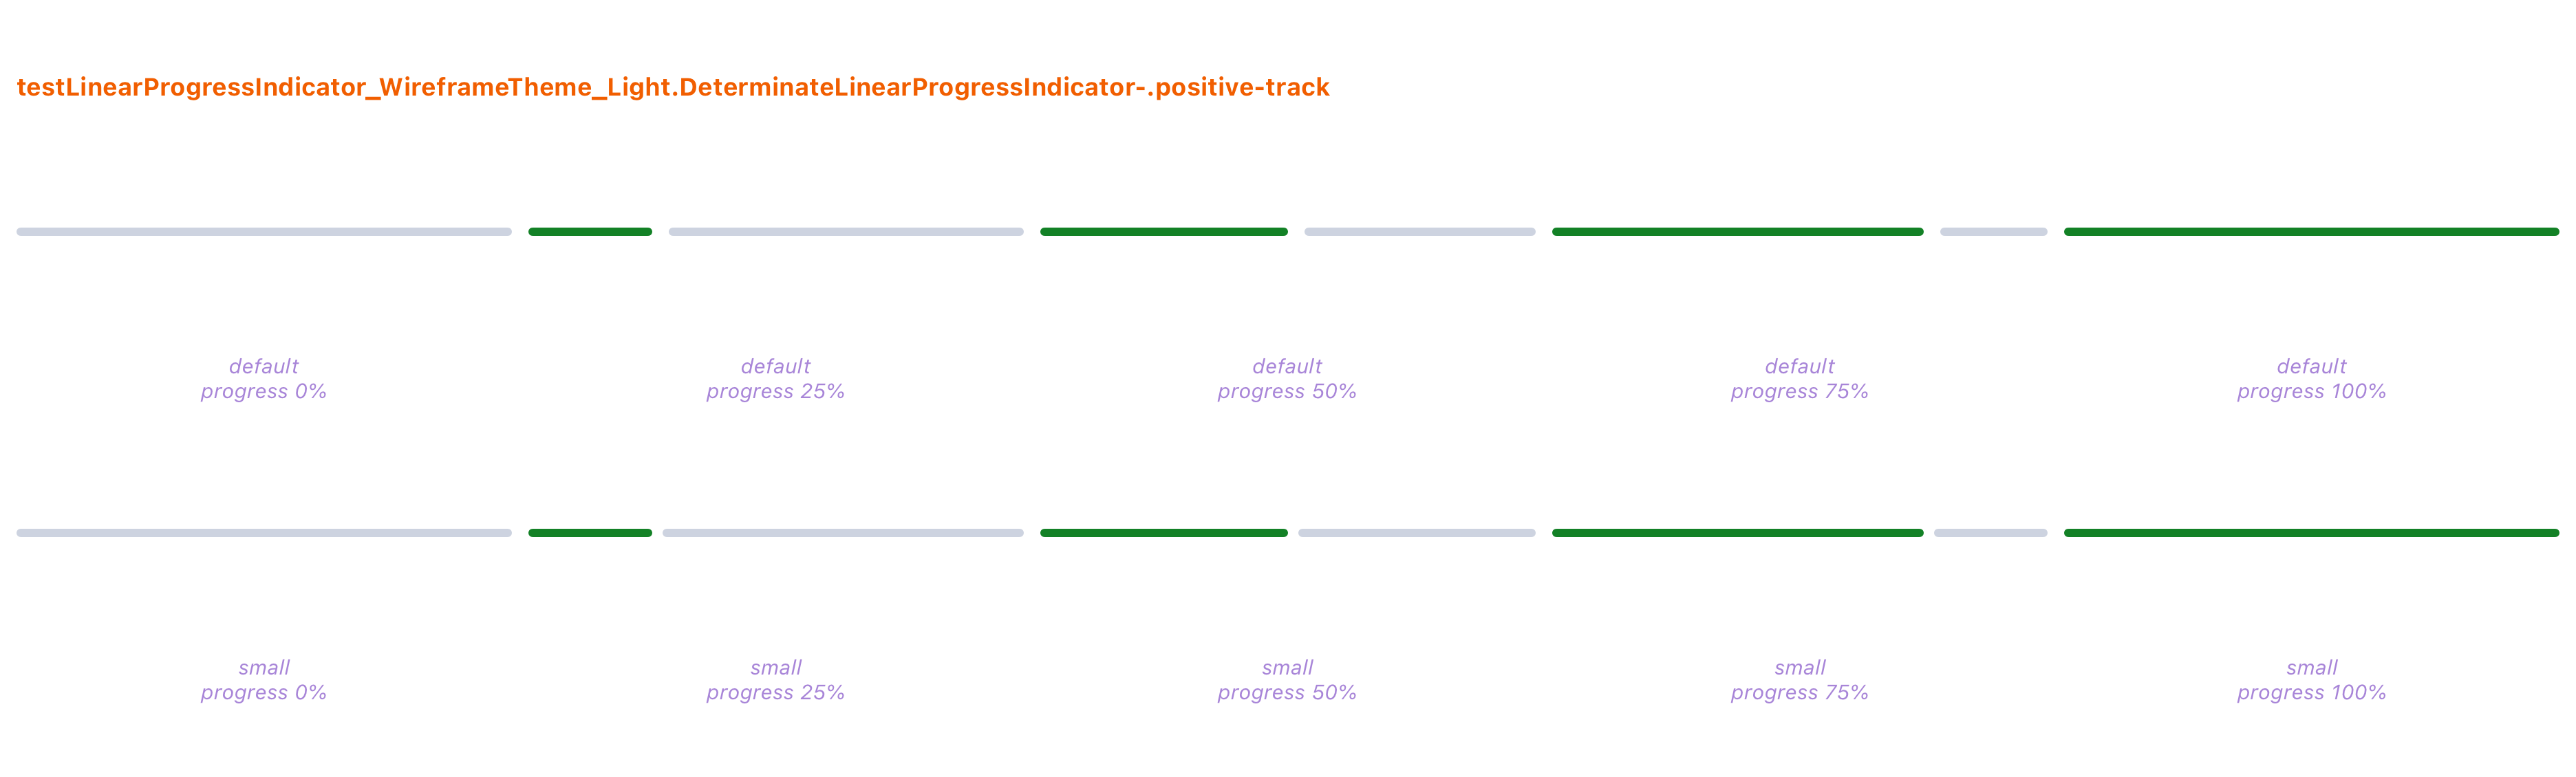 testLinearProgressIndicator_WireframeTheme_Light.DeterminateLinearProgressIndicator-.positive-track
default
progress 0%
default
progress 25%
default
progress 50%
default
progress 75%
default
progress 100%
small
progress 0%
small
progress 25%
small
progress 50%
small
progress 75%
small
progress 100%